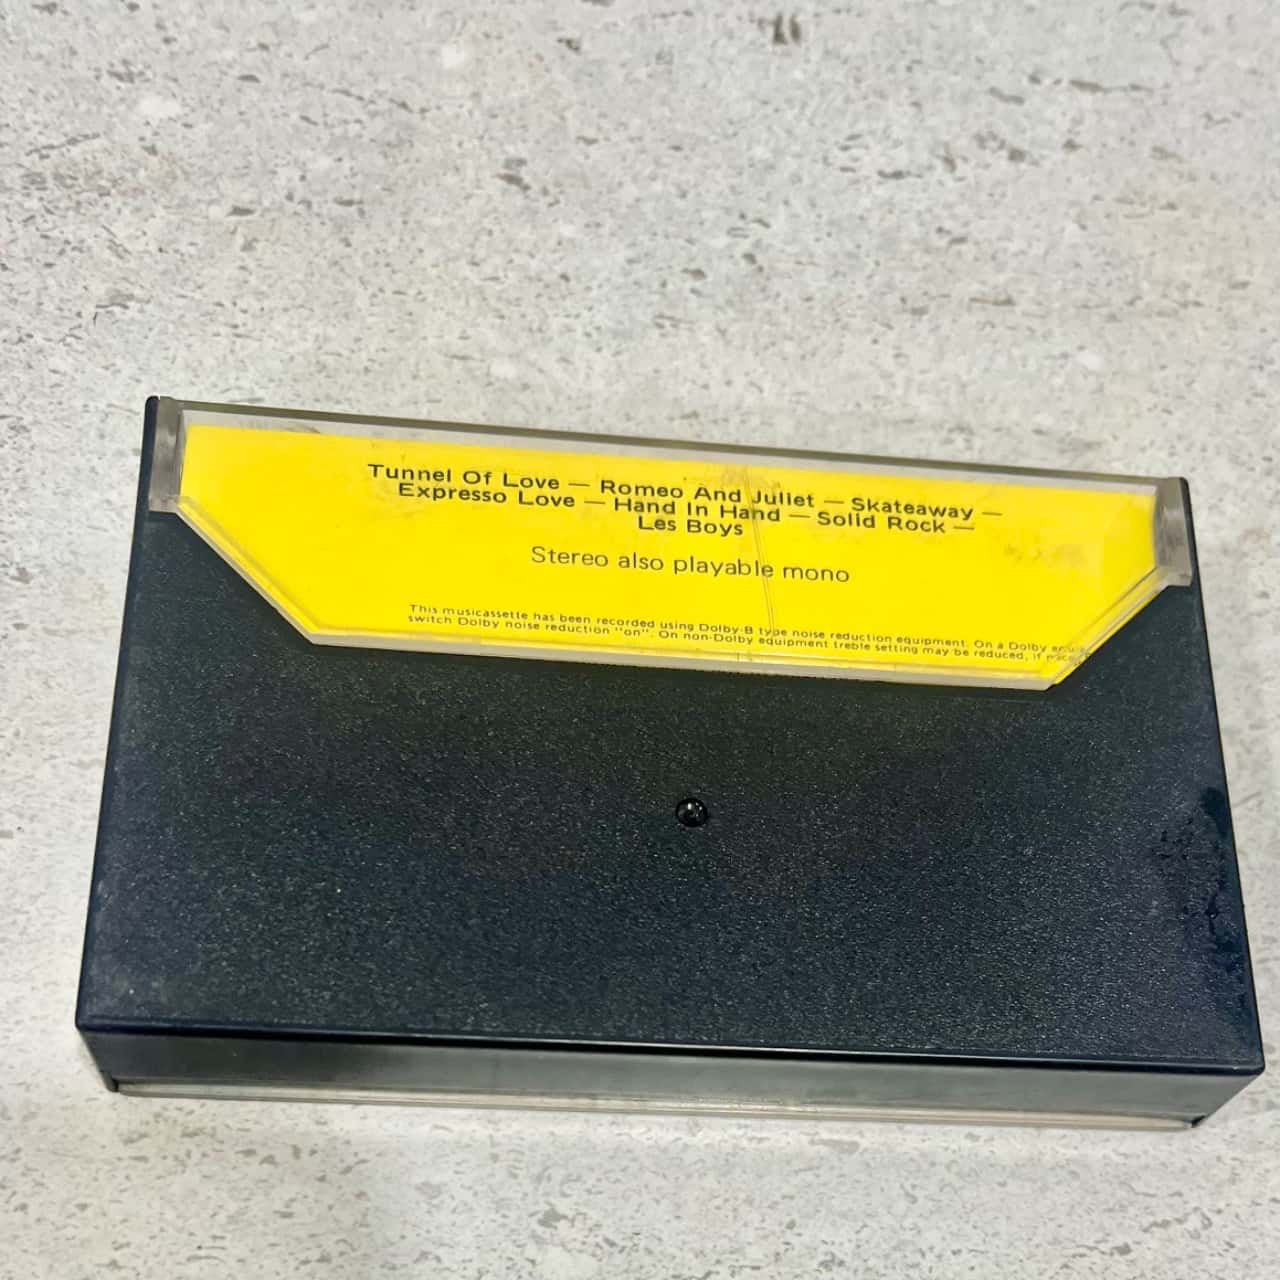 Tunnel Of Love — Romeo And Juliet — Skateaway —
Expresso Love — Hand In Hand — Solid Rock —
Les Boys
Stereo also playable mono
This musicassette has been recorded using Dolby-B type noise reduction equipment. On a Dolby
switch Dolby noise reduction "on". On non-Dolby equipment treble setting may be reduced, if